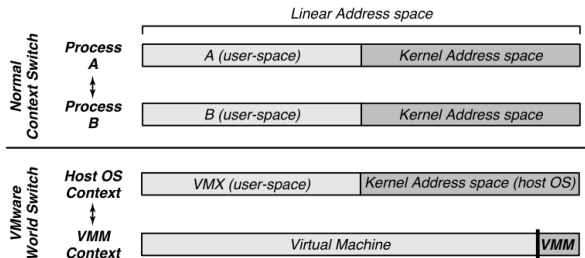 Linear Address space
Normal
Context Switch
Process
A
A (user-space)
Kernel Address space
Process
B
B (user-space)
Kernel Address space
VMware
World Switch
Host OS
Context
VMX (user-space)
Kernel Address space (host OS)
VMM
Context
Virtual Machine
VMM